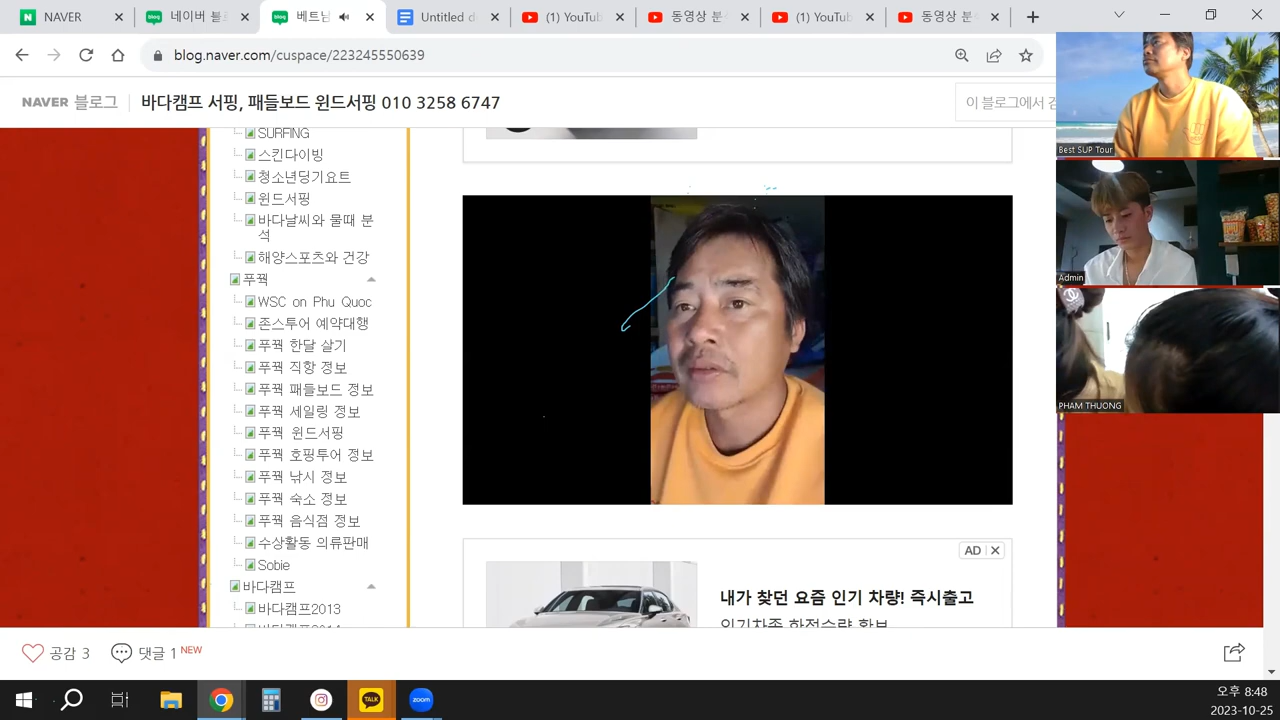 NAVER
네이버 블
베트남
Untitled d
(1) YouTub
동영상 분
(1) YouTub
동영상 분
blog.naver.com/cuspace/223245550639
NAVER 블로그
바다캠프 서핑, 패들보드 윈드서핑 010 3258 6747
이 블로그에서 검
SURFING
스킨다이빙
청소년딩기요트
윈드서핑
바다날씨와 물때 분
석
해양스포츠와 건강
푸꿕
WSC on Phu Quoc
존스투어 예약대행
푸꿕 한달 살기
푸꿕 직항 정보
푸꿕 패들보드 정보
푸꿕 세일링 정보
푸꿕 윈드서핑
푸꿕 호핑투어 정보
푸꿕 낚시 정보
푸꿕 숙소 정보
푸꿕 음식점 정보
수상활동 의류판매
Sobie
바다캠프
바다캠프2013
AD
내가 찾던 요즘 인기 차량! 즉시출고
Best SUP Tour
Admin
PHAM THUONG
공감 3
댓글 1 NEW
TALK
zoom
오후 8:48
2023-10-25